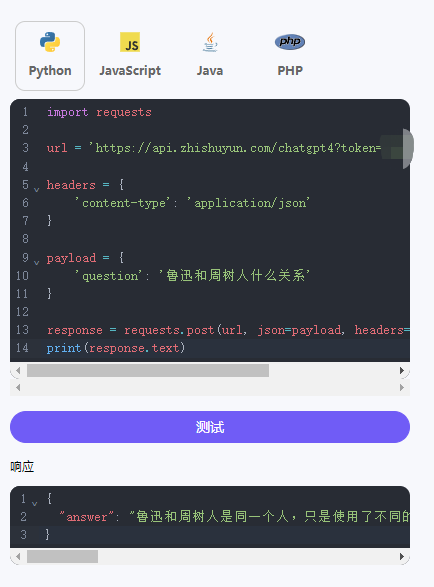 Python JavaScript Java PHP
1 import requests
2
3 url = 'https://api.zhishuyun.com/chatgpt4?token=
4
5 headers = {
6 'content-type': 'application/json'
7 }
8
9 payload = {
10 'question': '鲁迅和周树人什么关系'
11 }
12
13 response = requests.post(url, json=payload, headers=
14 print(response.text)
测试
响应
1 {
2 "answer": "鲁迅和周树人是同一个人，只是使用了不同的
3 }